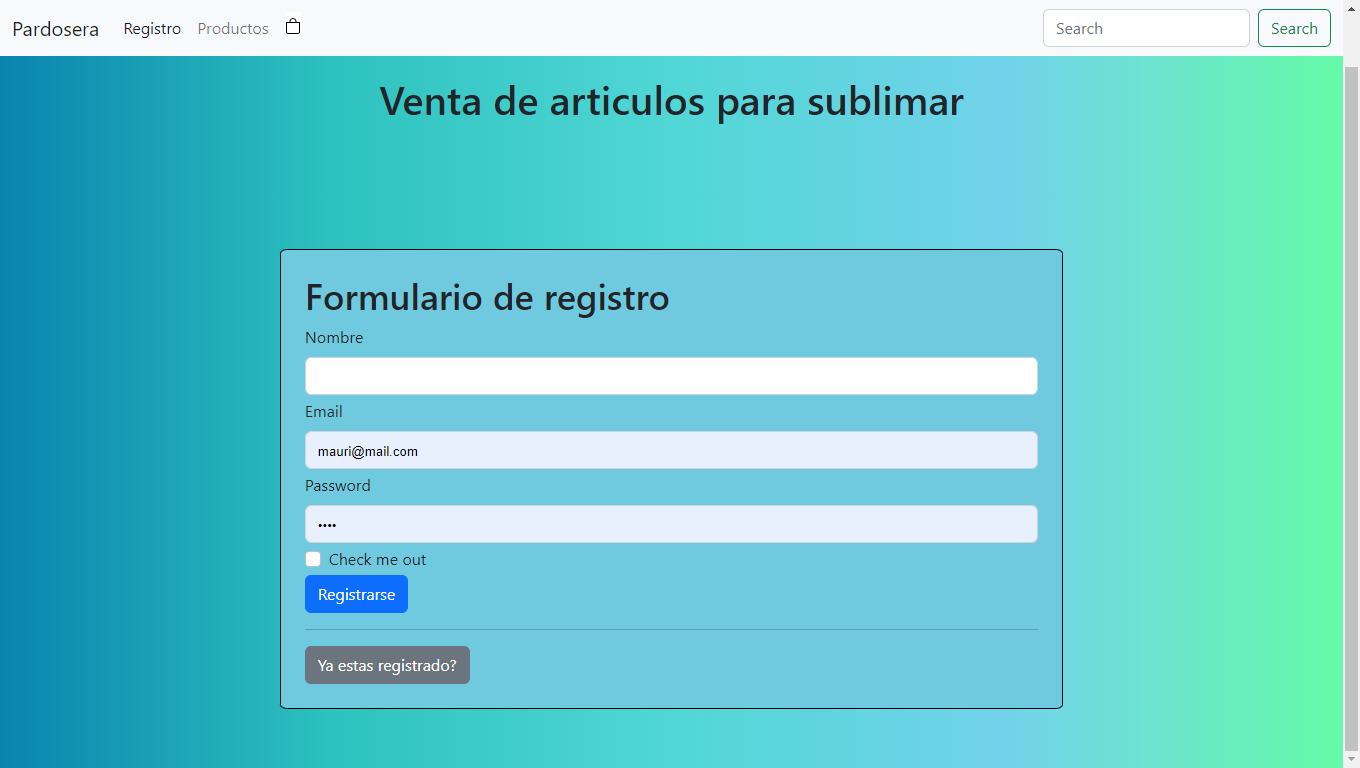 Pardosera Registro Productos Search Search
Venta de articulos para sublimar
Formulario de registro
Nombre
Email
mauri@mail.com
Password
••••
Check me out
Registrarse
Ya estas registrado?